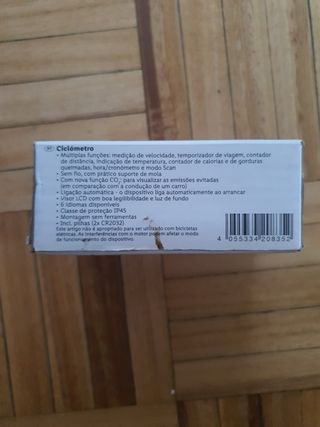 PT Ciclómetro
• Múltiplas funções: medição de velocidade, temporizador de viagem, contador
de distância, indicação de temperatura, contador de calorias e de gorduras
queimadas, hora/cronómetro e modo Scan
• Sem fio, com prático suporte de mola
• Com nova função CO₂: para visualizar as emissões evitadas
(em comparação com a condução de um carro)
• Ligação automática - o dispositivo liga automaticamente ao arrancar
• Visor LCD com boa legibilidade e luz de fundo
• 6 idiomas disponíveis
• Classe de proteção IP45
• Montagem sem ferramentas
• Incl. pilhas (2x CR2032)
Este artigo não é apropriado para ser utilizado com bicicletas
elétricas. As interferências com o motor podem afetar o modo
de funcionamento do dispositivo.
4 055334 208352